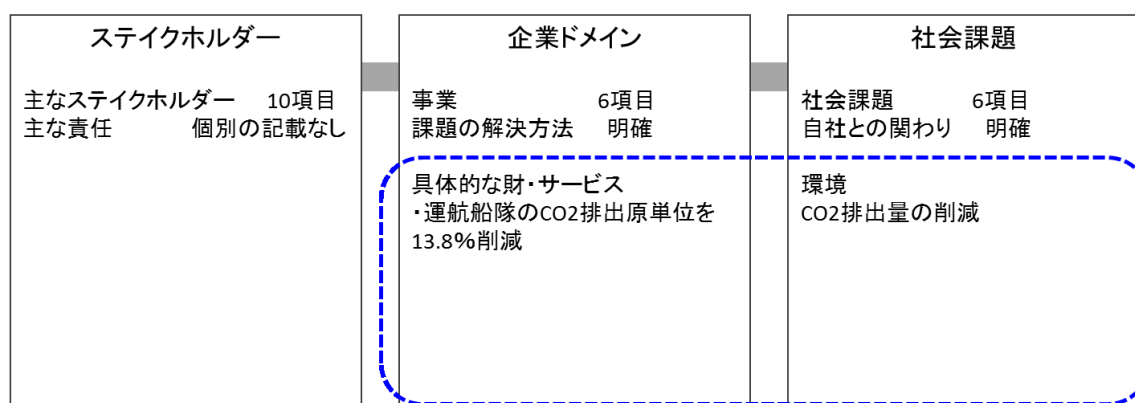 ステイクホルダー
主なステイクホルダー 10項目
主な責任 個別の記載なし
企業ドメイン
事業 6項目
課題の解決方法 明確
具体的な財・サービス
・運航船隊のCO2排出原単位を
13.8%削減
社会課題
社会課題 6項目
自社との関わり 明確
環境
CO2排出量の削減